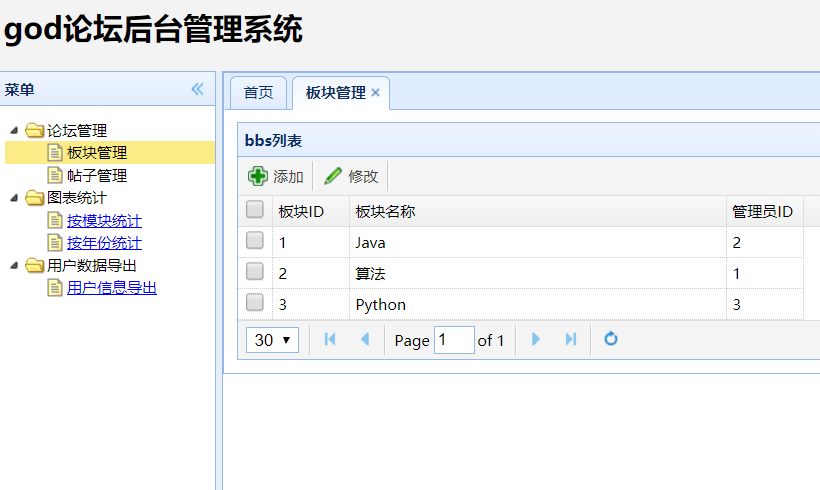 god论坛后台管理系统
菜单
论坛管理
板块管理
帖子管理
图表统计
按模块统计
按年份统计
用户数据导出
用户信息导出
首页 板块管理
bbs列表
添加 修改
板块ID 板块名称 管理员ID
1 Java 2
2 算法 1
3 Python 3
30 Page 1 of 1